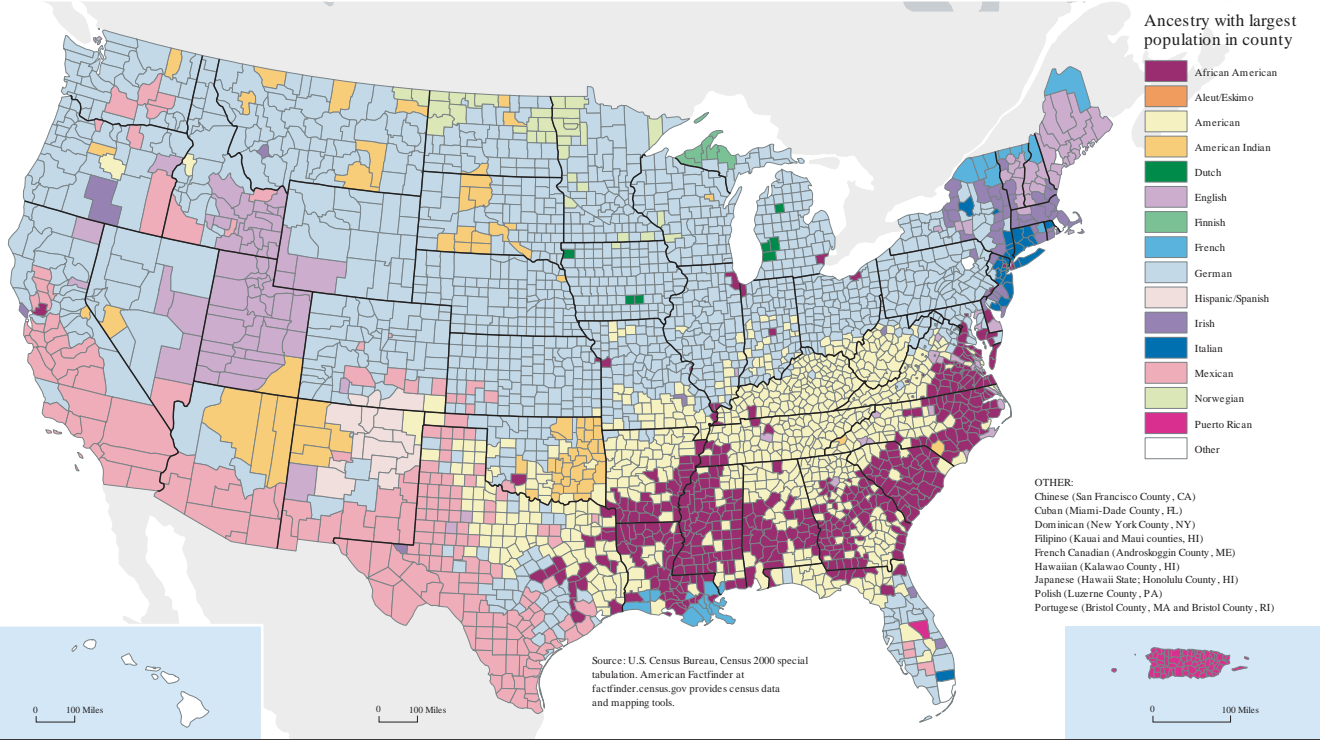 Ancestry with largest
population in county
African American
Aleut/Eskimo
American
American Indian
Dutch
English
Finnish
French
German
Hispanic/Spanish
Irish
Italian
Mexican
Norwegian
Puerto Rican
Other
OTHER:
Chinese (San Francisco County, CA)
Cuban (Miami-Dade County, FL)
Dominican (New York County, NY)
Filipino (Kauai and Maui counties, HI)
French Canadian (Androskoggin County, ME)
Hawaiian (Kalawao County, HI)
Japanese (Hawaii State; Honolulu County, HI)
Polish (Luzerne County, PA)
Portugese (Bristol County, MA and Bristol County, RI)
Source: U.S. Census Bureau, Census 2000 special
tabulation. American Factfinder at
factfinder.census.gov provides census data
and mapping tools.
0 100 Miles
0 100 Miles
0 100 Miles